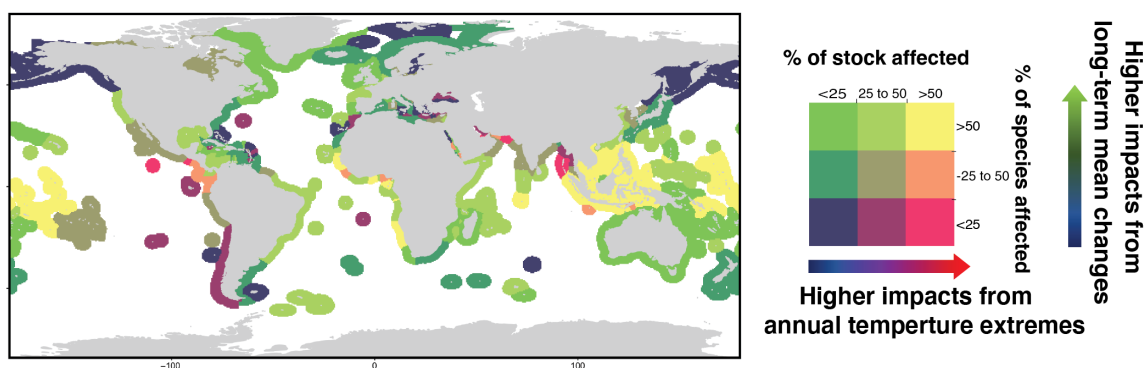 % of stock affected
<25 25 to 50 >50
>50
-25 to 50
<25
% of species affected
Higher impacts from
long-term mean changes
Higher impacts from
annual temperture extremes
-100 0 100